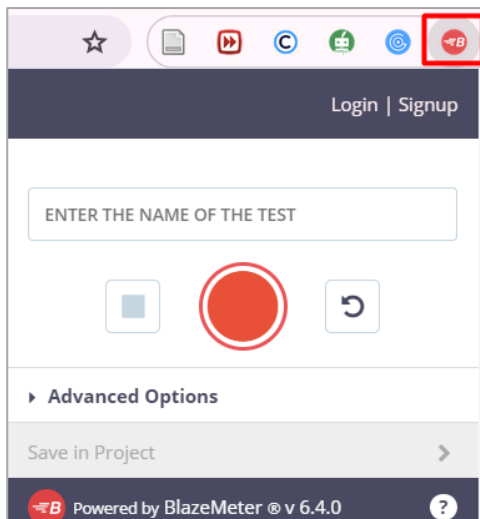 Login | Signup
ENTER THE NAME OF THE TEST
Advanced Options
Save in Project
B Powered by BlazeMeter ® v 6.4.0 ?